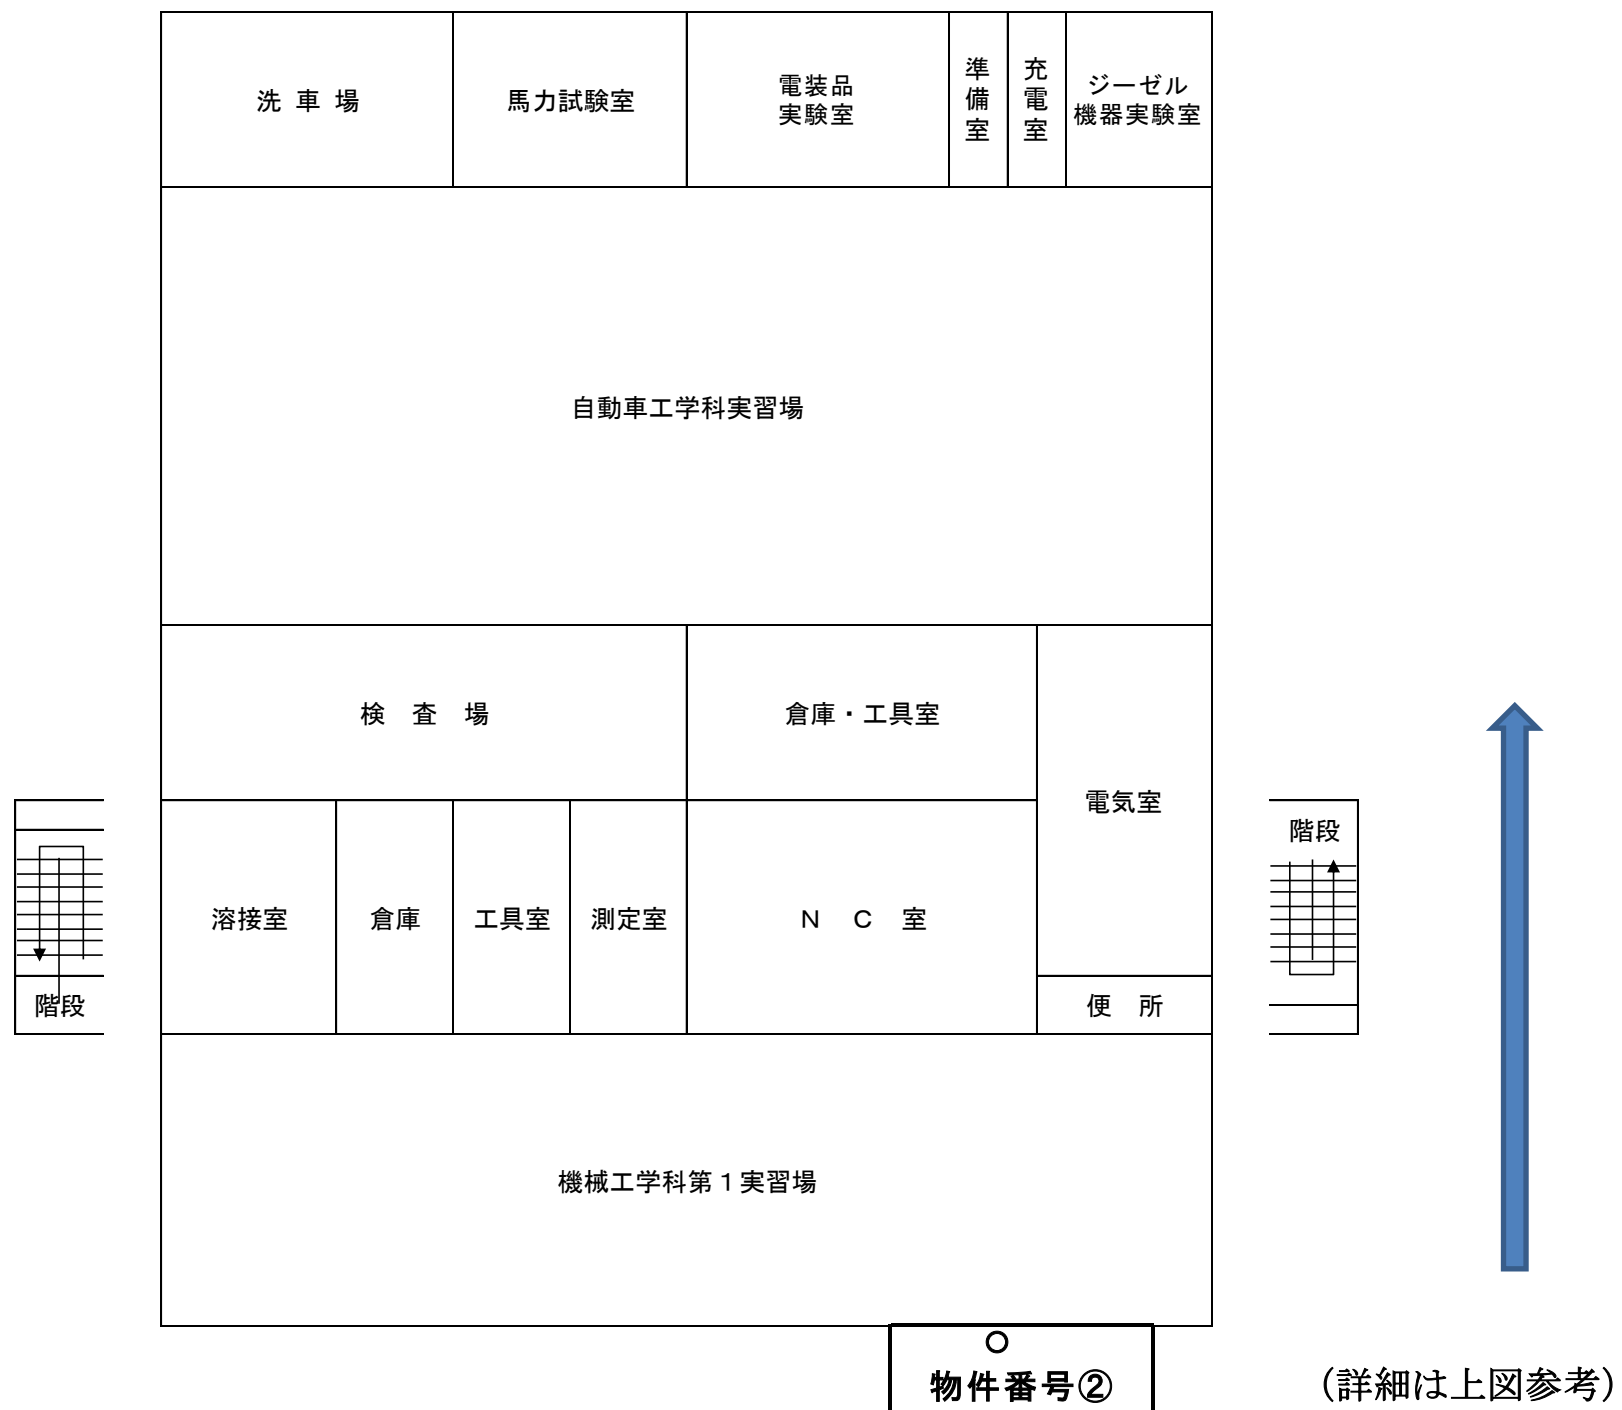 洗車場
馬力試験室
電装品
実験室
準備室
充電室
ジーゼル
機器実験室
自動車工学科実習場
検査場
倉庫・工具室
電気室
階段
溶接室
倉庫
工具室
測定室
NC室
階段
便所
機械工学科第1実習場
物件番号②
(詳細は上図参考)